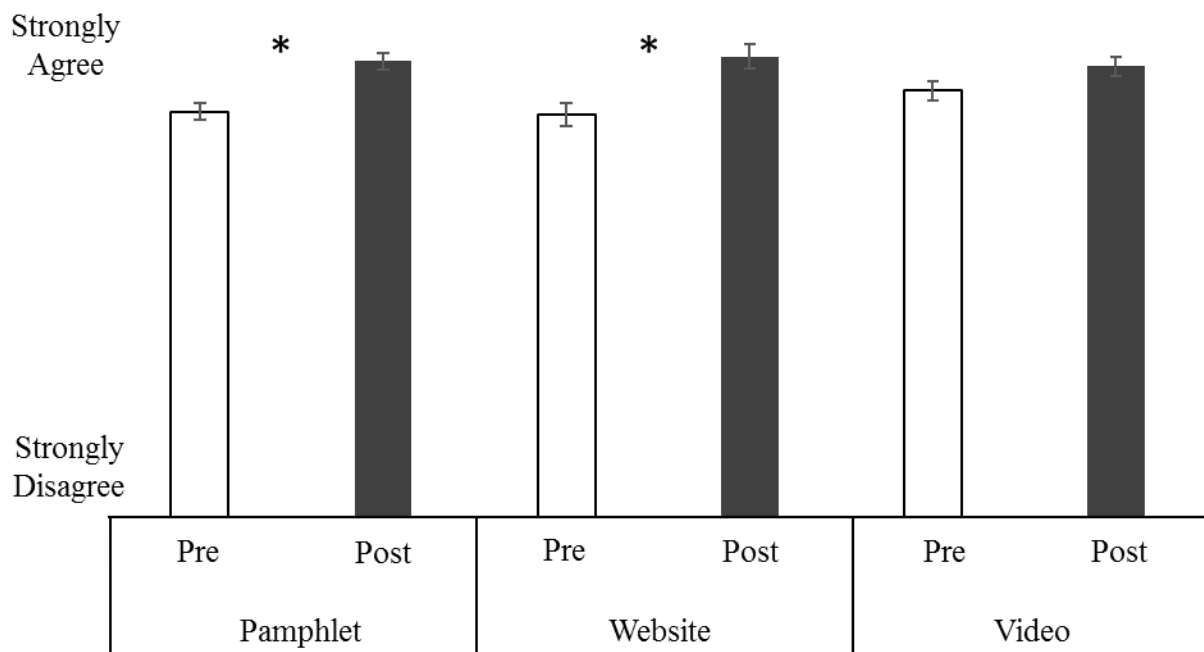 Strongly
Agree
*
*
Strongly
Disagree
Pre
Post
Pre
Post
Pre
Post
Pamphlet
Website
Video